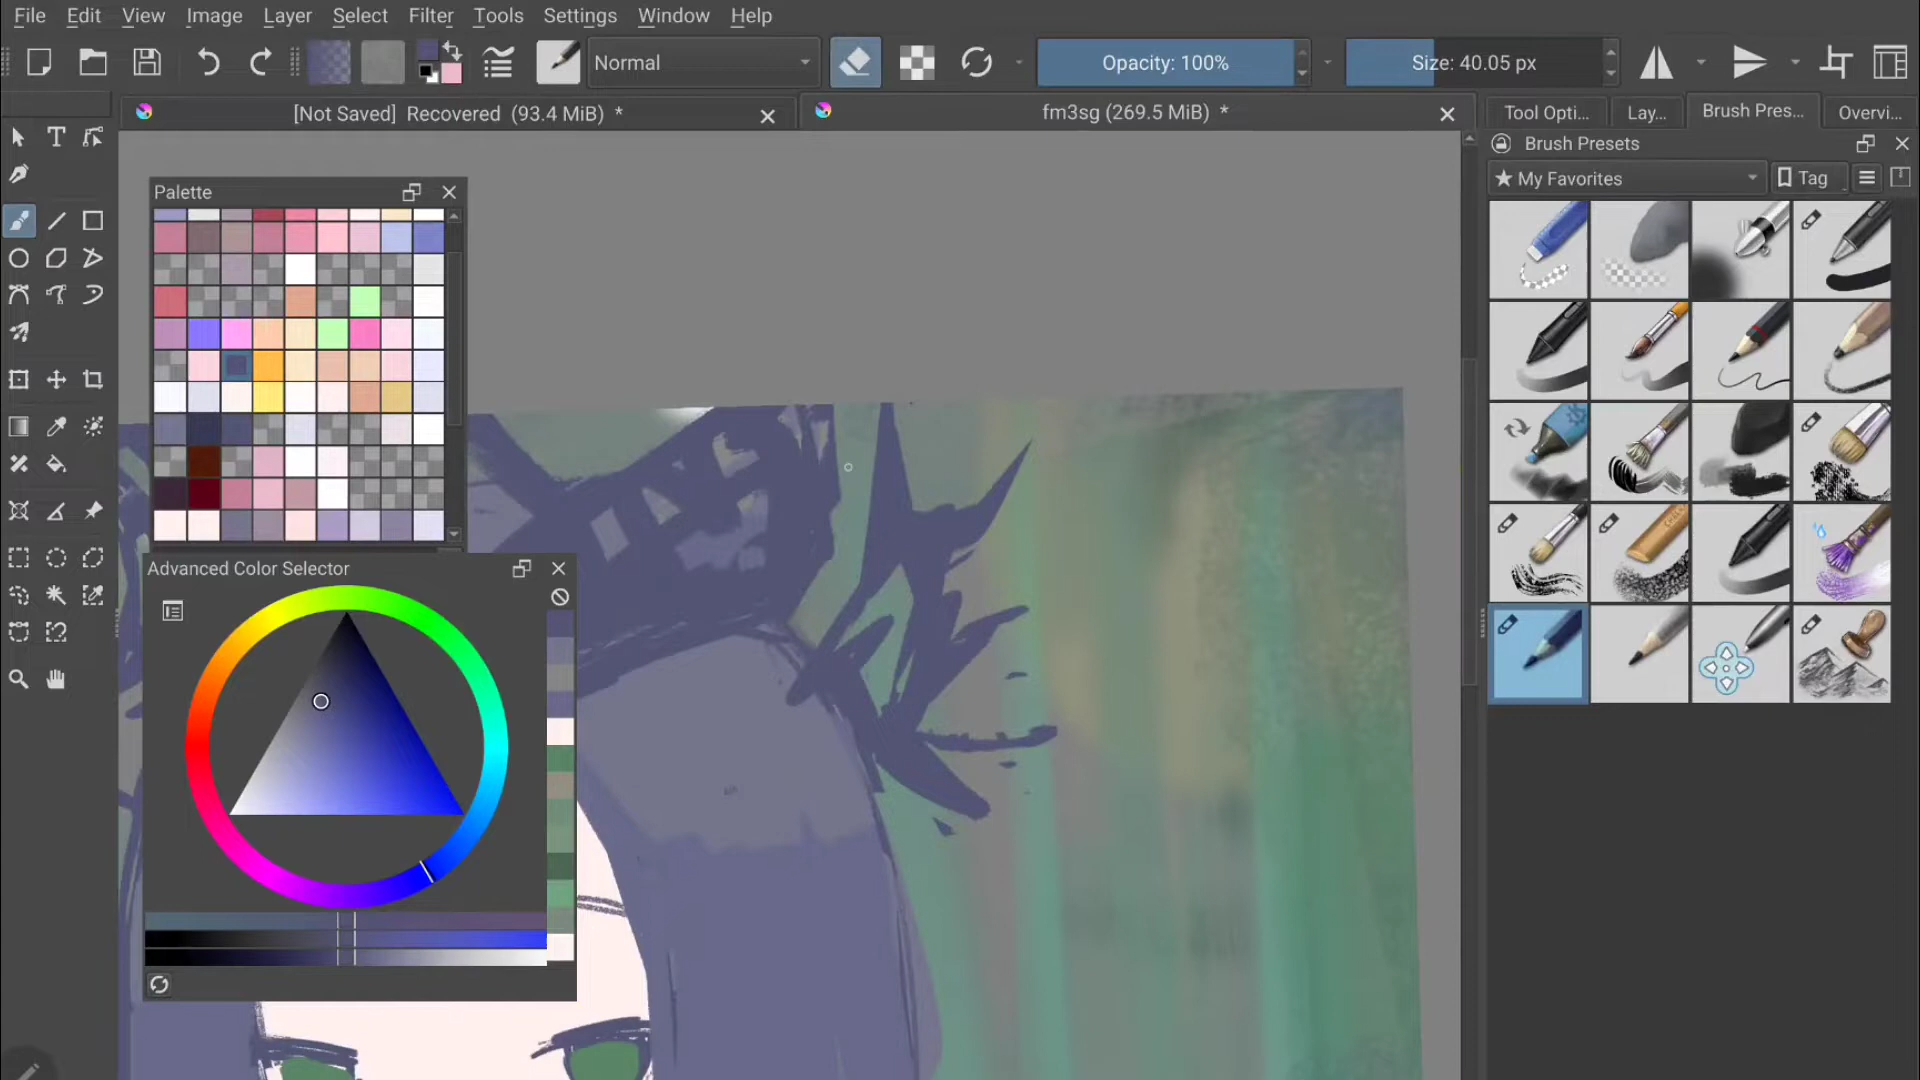 File Edit View Image Layer Select Filter Tools Settings Window Help
Normal
Opacity: 100%
Size: 40.05 px
[Not Saved] Recovered (93.4 MiB) *
fm3sg (269.5 MiB) *
Tool Opti...
Lay...
Brush Pres...
Overvi...
Brush Presets
My Favorites
Tag
Palette
Advanced Color Selector